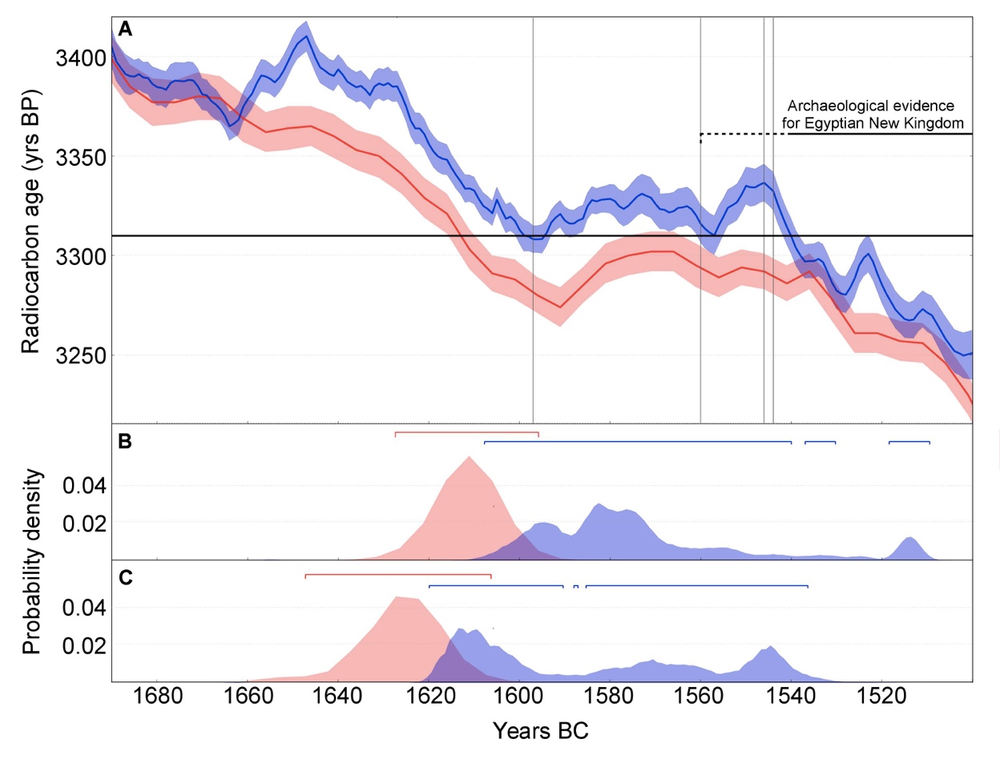 A
3400
3350
3300
3250
Radiocarbon age (yrs BP)
Archaeological evidence
for Egyptian New Kingdom
B
0.04
0.02
C
0.04
0.02
Probability density
1680 1660 1640 1620 1600 1580 1560 1540 1520
Years BC